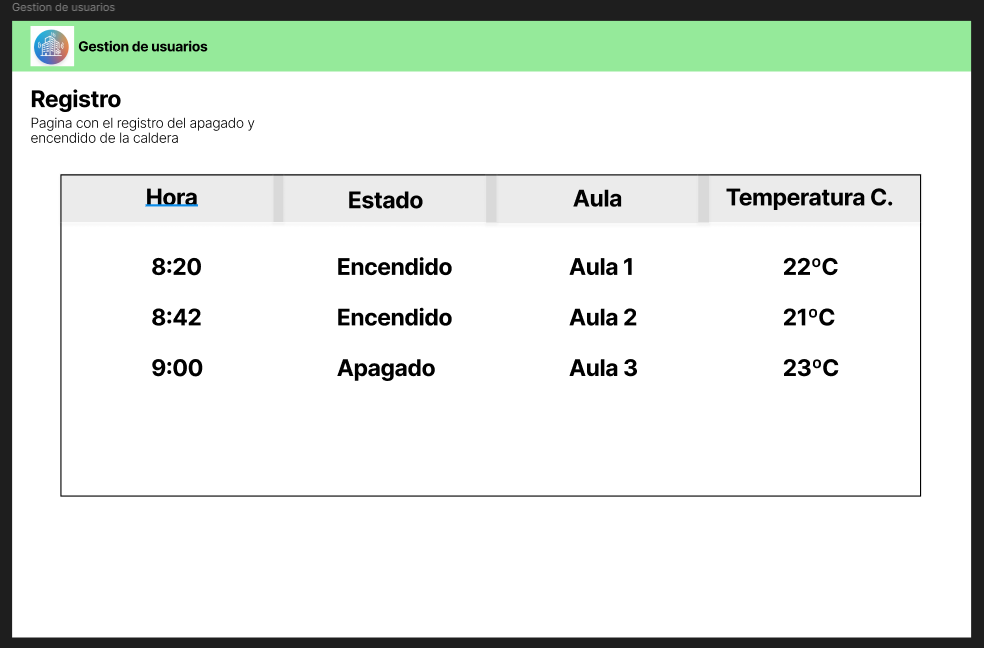 Gestion de usuarios
Gestion de usuarios
Registro
Pagina con el registro del apagado y
encendido de la caldera
Hora Estado Aula Temperatura C.
8:20 Encendido Aula 1 22ºC
8:42 Encendido Aula 2 21ºC
9:00 Apagado Aula 3 23ºC